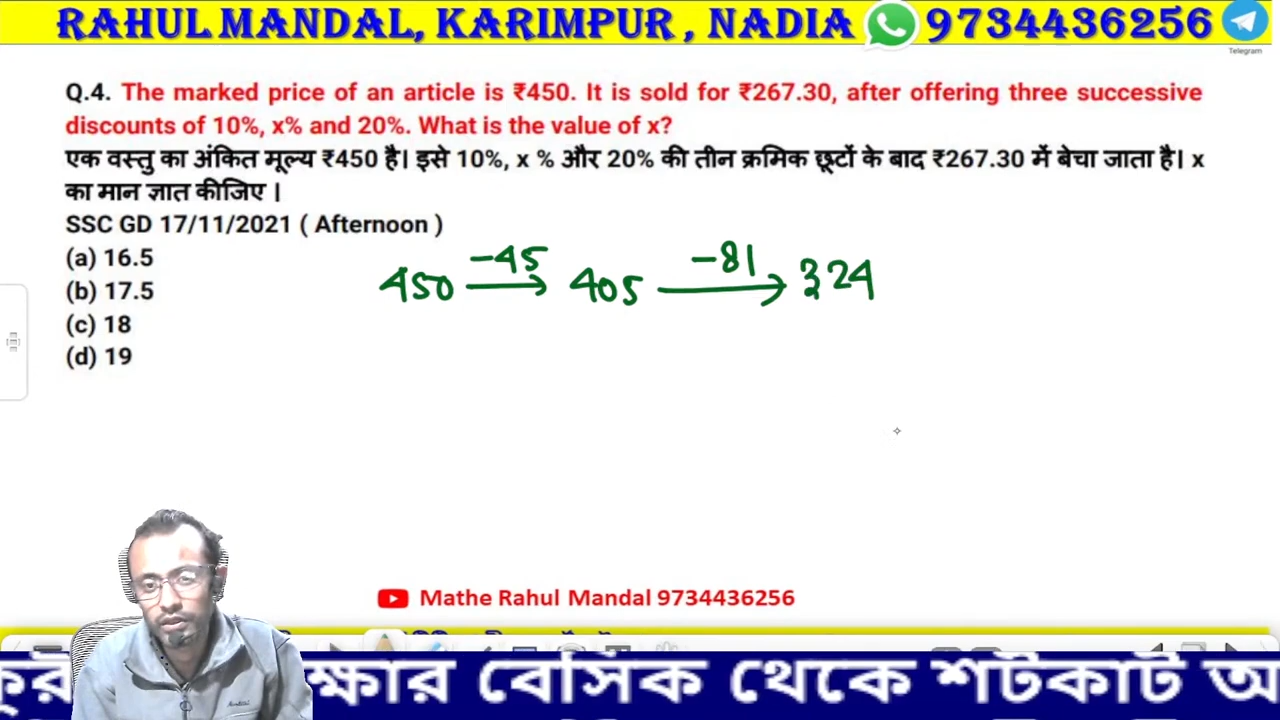 RAHUL MANDAL, KARIMPUR , NADIA 9734436256
Telegram
Q.4. The marked price of an article is ₹450. It is sold for ₹267.30, after offering three successive
discounts of 10%, x% and 20%. What is the value of x?
एक वस्तु का अंकित मूल्य ₹450 है। इसे 10%, x % और 20% की तीन क्रमिक छूटों के बाद ₹267.30 में बेचा जाता है। x
का मान ज्ञात कीजिए |
SSC GD 17/11/2021 ( Afternoon )
(a) 16.5
(b) 17.5
(c) 18
(d) 19
-45 -81
450 → 405 → 324
Mathe Rahul Mandal 9734436256
ক্ষার বেসিক থেকে শর্টকাট